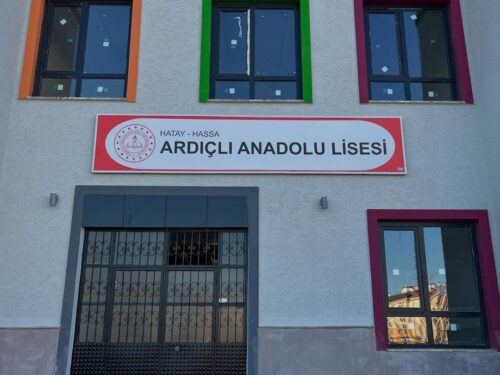 HATAY - HASSA
ARDIÇLI ANADOLU LİSESİ